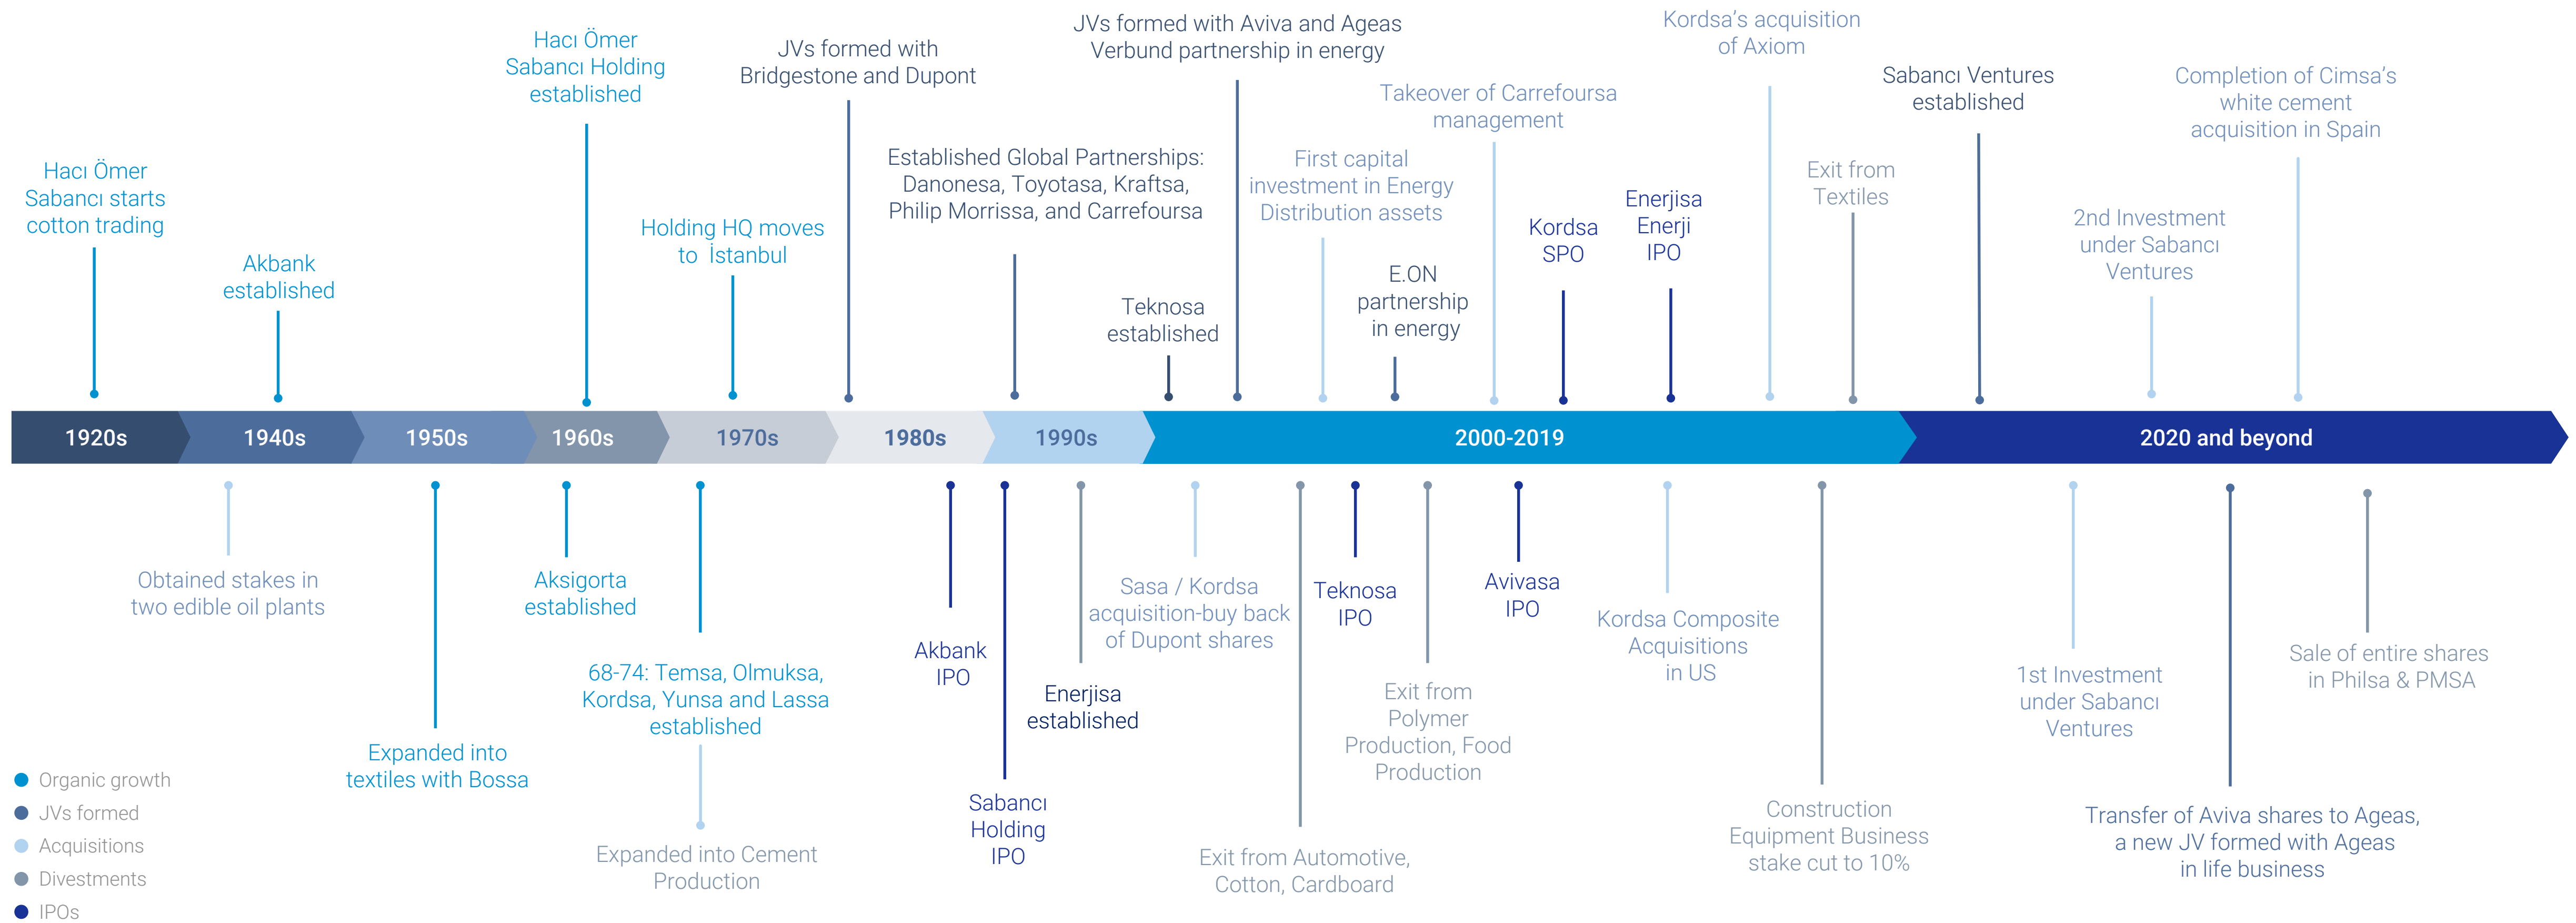 Hacı Ömer
Sabancı starts
cotton trading
Akbank
established
Hacı Ömer
Sabancı Holding
established
Holding HQ moves
to İstanbul
JVs formed with
Bridgestone and Dupont
Established Global Partnerships:
Danonesa, Toyotasa, Kraftsa,
Philip Morrissa, and Carrefoursa
Teknosa
established
JVs formed with Aviva and Ageas
Verbund partnership in energy
First capital
investment in Energy
Distribution assets
E.ON
partnership
in energy
Takeover of Carrefoursa
management
Kordsa
SPO
Enerjisa
Enerji
IPO
Kordsa's acquisition
of Axiom
Exit from
Textiles
Sabancı Ventures
established
2nd Investment
under Sabancı
Ventures
Completion of Cimsa's
white cement
acquisition in Spain
1920s
1940s
1950s
1960s
1970s
1980s
1990s
2000-2019
2020 and beyond
Obtained stakes in
two edible oil plants
Expanded into
textiles with Bossa
Aksigorta
established
68-74: Temsa, Olmuksa,
Kordsa, Yunsa and Lassa
established
Expanded into Cement
Production
Akbank
IPO
Sabancı
Holding
IPO
Enerjisa
established
Sasa / Kordsa
acquisition-buy back
of Dupont shares
Exit from Automotive,
Cotton, Cardboard
Teknosa
IPO
Exit from
Polymer
Production, Food
Production
Avivasa
IPO
Kordsa Composite
Acquisitions
in US
Construction
Equipment Business
stake cut to 10%
1st Investment
under Sabancı
Ventures
Transfer of Aviva shares to Ageas,
a new JV formed with Ageas
in life business
Sale of entire shares
in Philsa & PMSA
Organic growth
JVs formed
Acquisitions
Divestments
IPOs